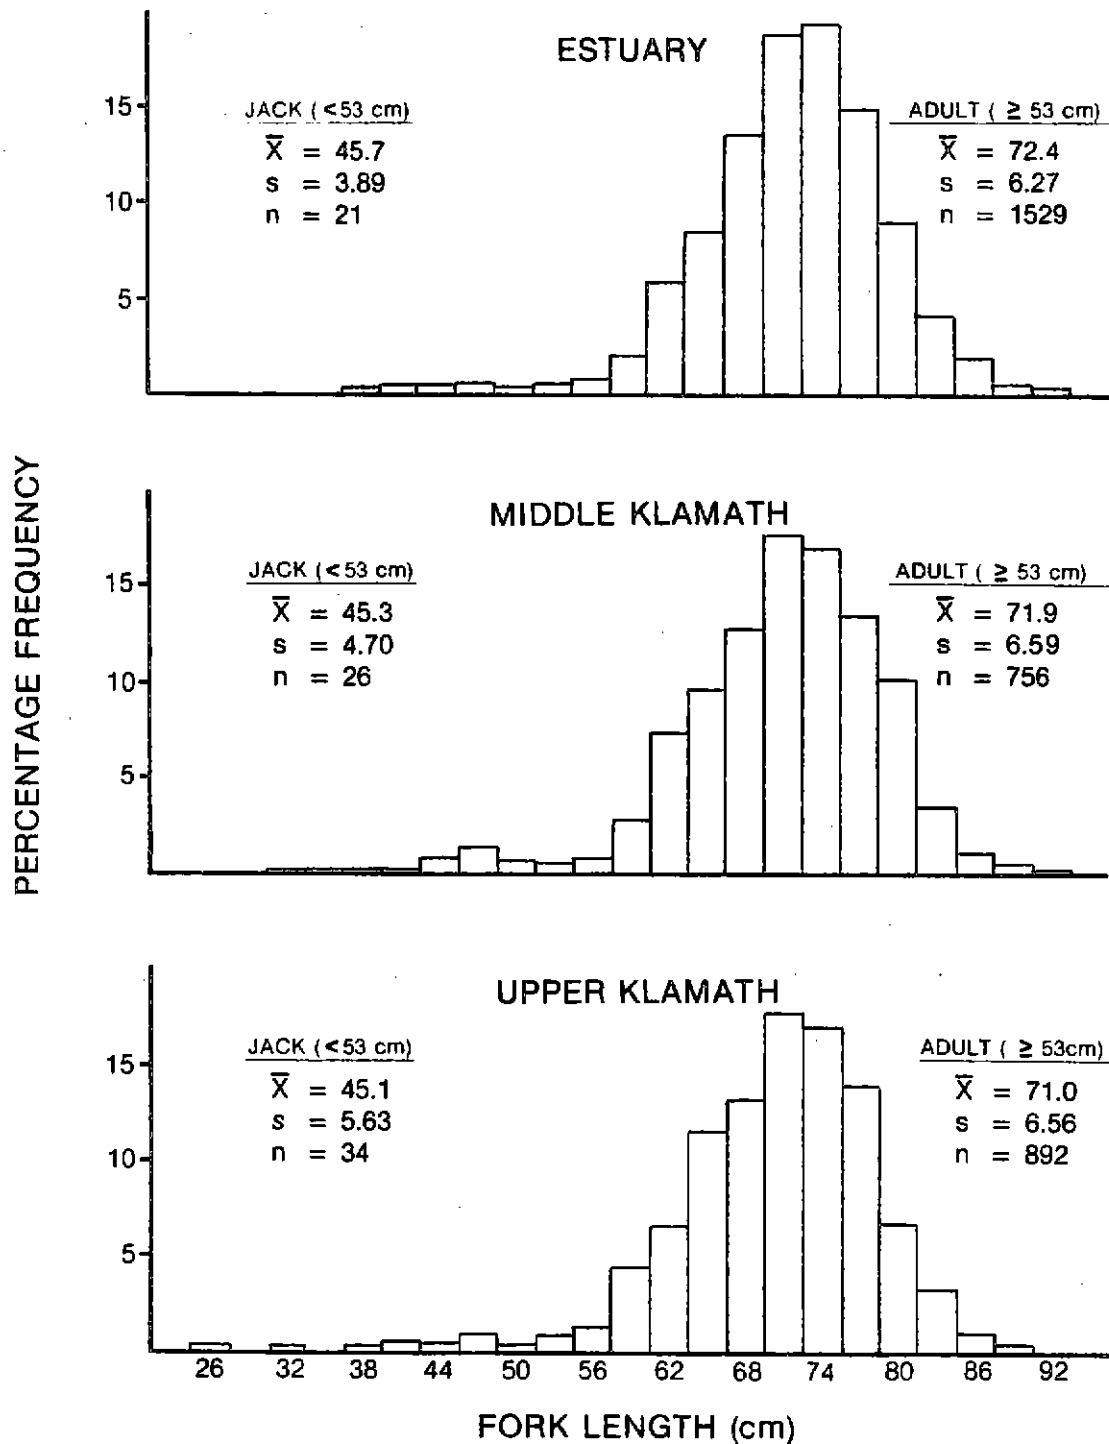 ESTUARY
JACK (<53 cm)
X̄ = 45.7
s = 3.89
n = 21
ADULT ( ≥ 53 cm)
X̄ = 72.4
s = 6.27
n = 1529
15
10
5
PERCENTAGE FREQUENCY
MIDDLE KLAMATH
JACK (<53 cm)
X̄ = 45.3
s = 4.70
n = 26
ADULT ( ≥ 53 cm)
X̄ = 71.9
s = 6.59
n = 756
15
10
5
UPPER KLAMATH
JACK (<53 cm)
X̄ = 45.1
s = 5.63
n = 34
ADULT ( ≥ 53cm)
X̄ = 71.0
s = 6.56
n = 892
15
10
5
26 32 38 44 50 56 62 68 74 80 86 92
FORK LENGTH (cm)